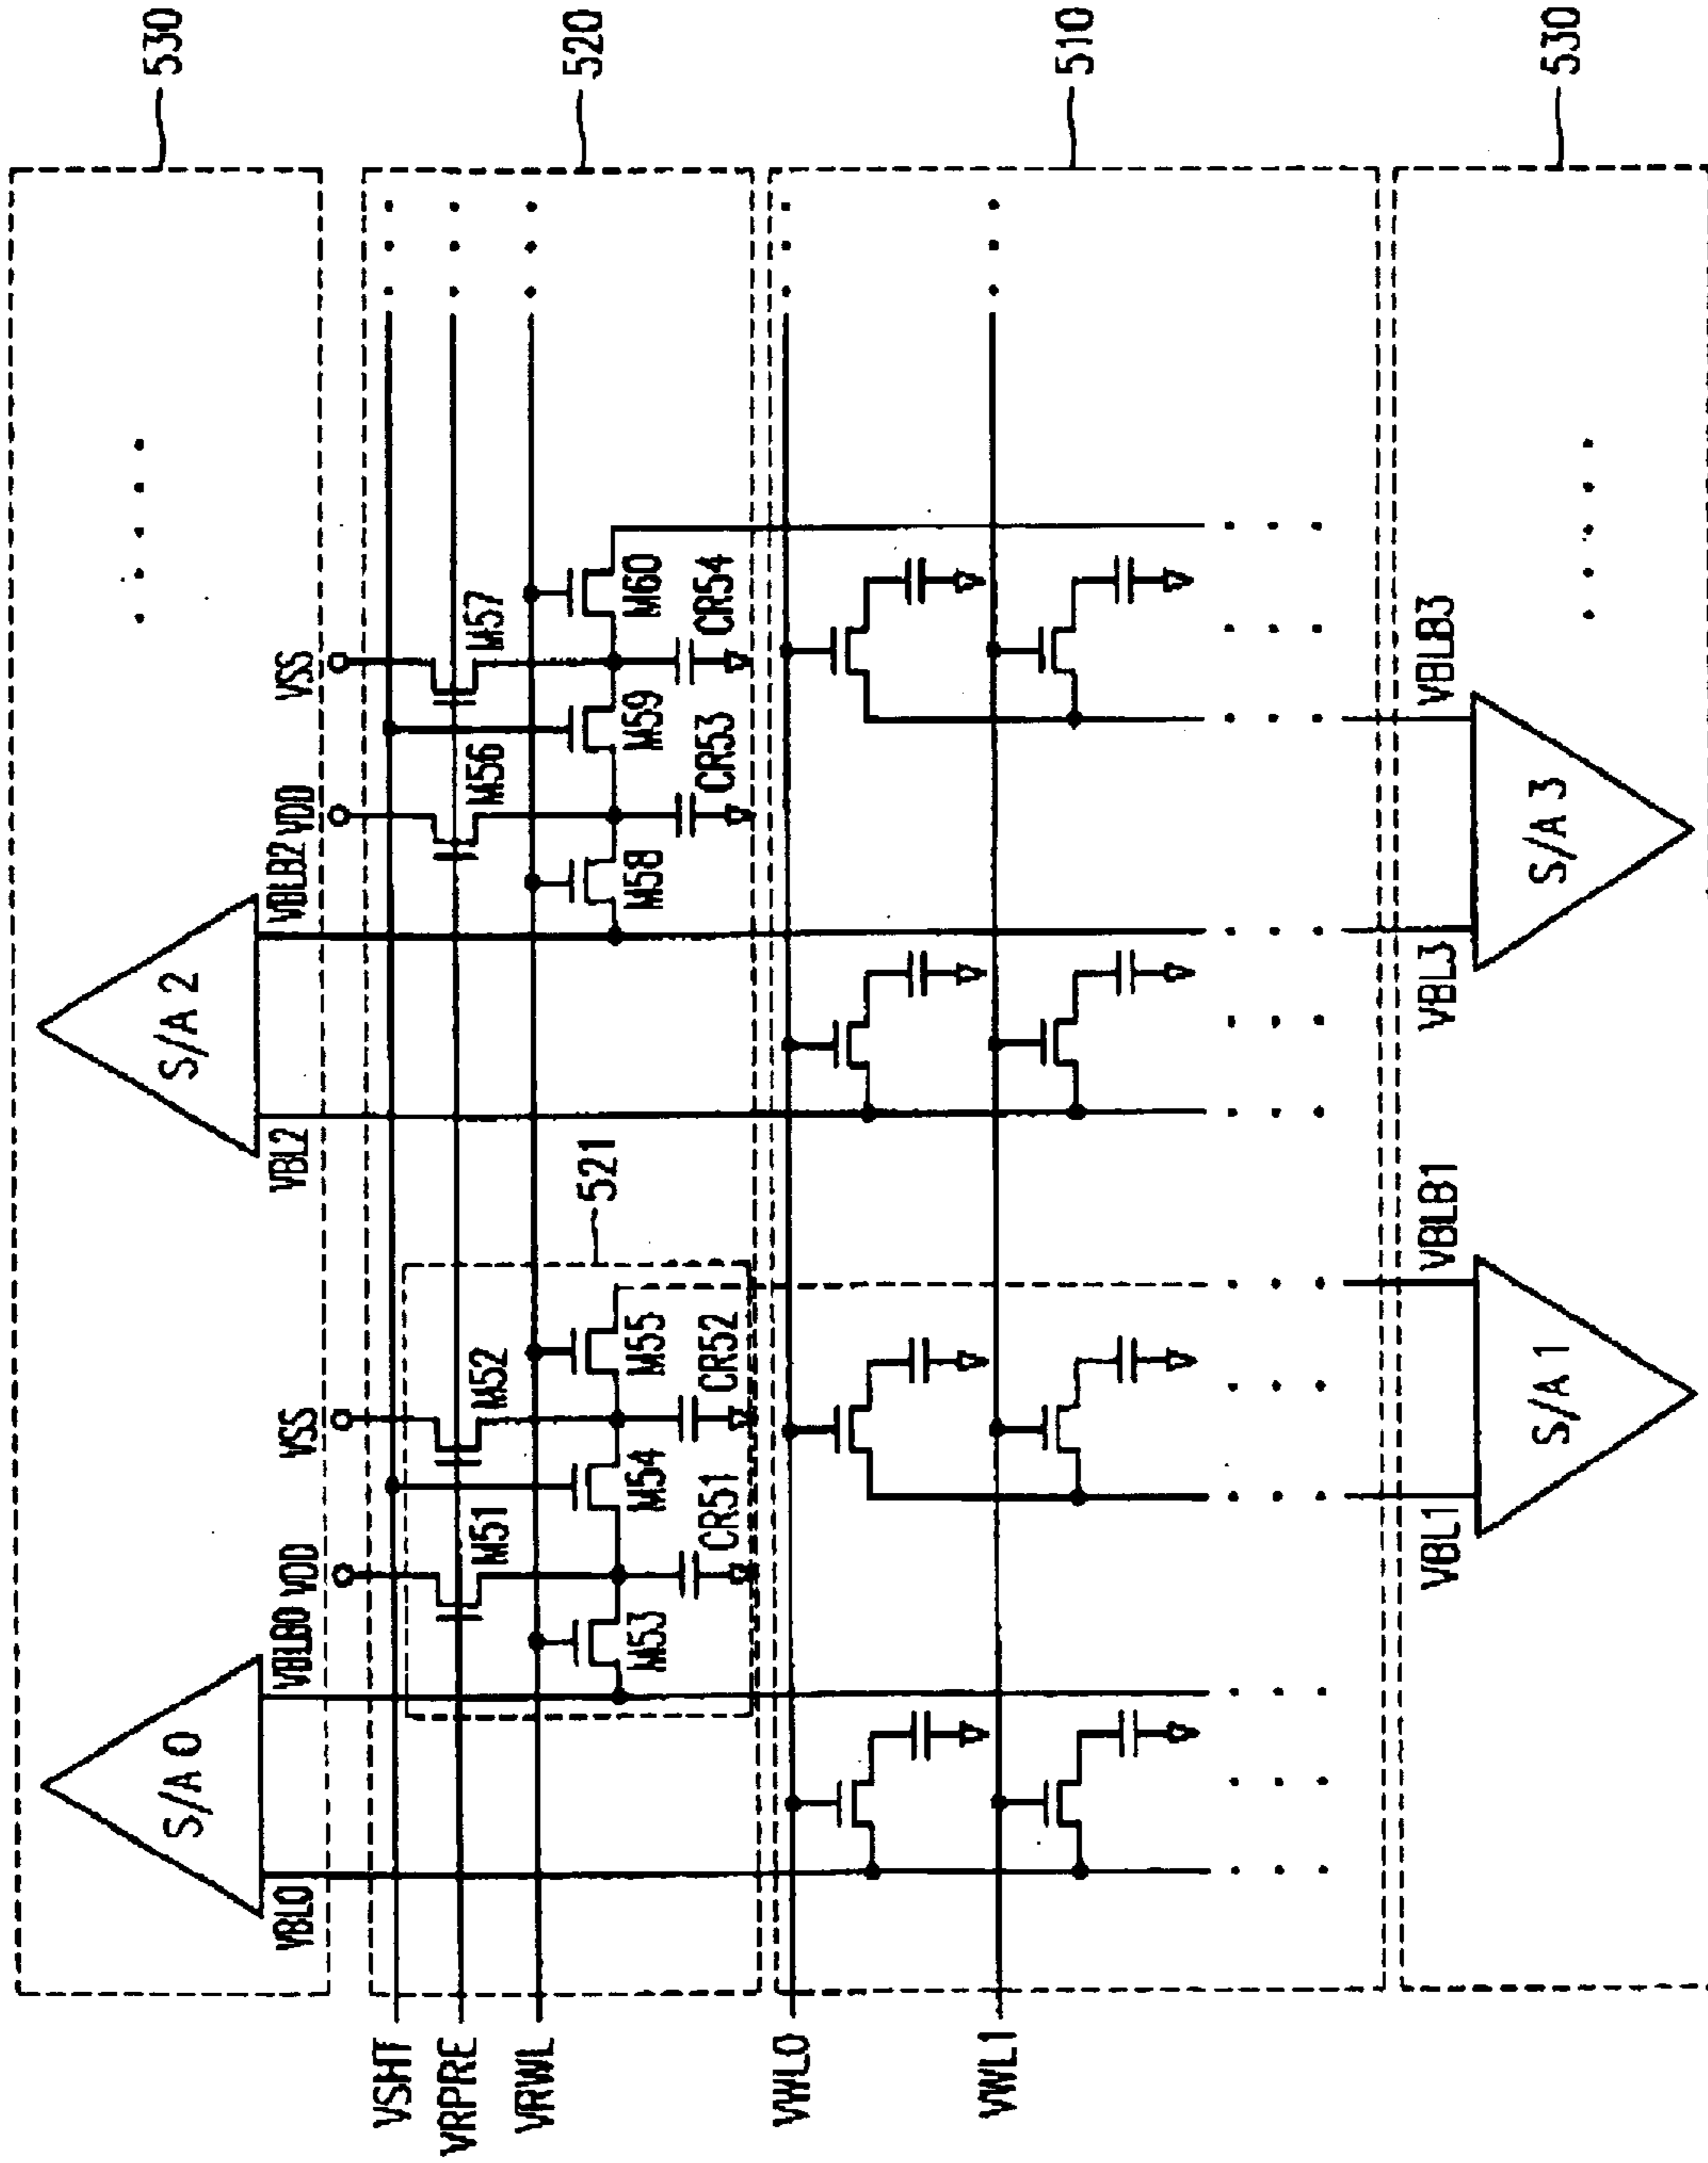 530
520
510
530
S/A 0
S/A 2
VBL0
VBLB0
VDD
VSS
VBL2
VBLB2
VDD
VSS
VSHT
VRPRE
VRWL
M51
M52
521
M56
M57
M53
M54
M55
M58
M59
M60
CR51
CR52
CR53
CR54
VWL0
VWL1
VBL1
VBLB1
VBL3
VBLB3
S/A 1
S/A 3